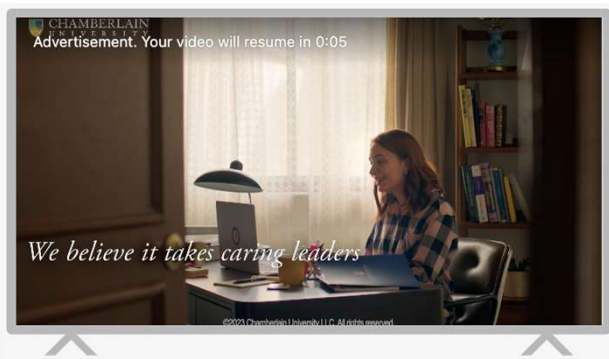 CHAMBERLAIN
UNIVERSITY
Advertisement. Your video will resume in 0:05
We believe it takes caring leaders
©2023 Chamberlain University LLC. All rights reserved.